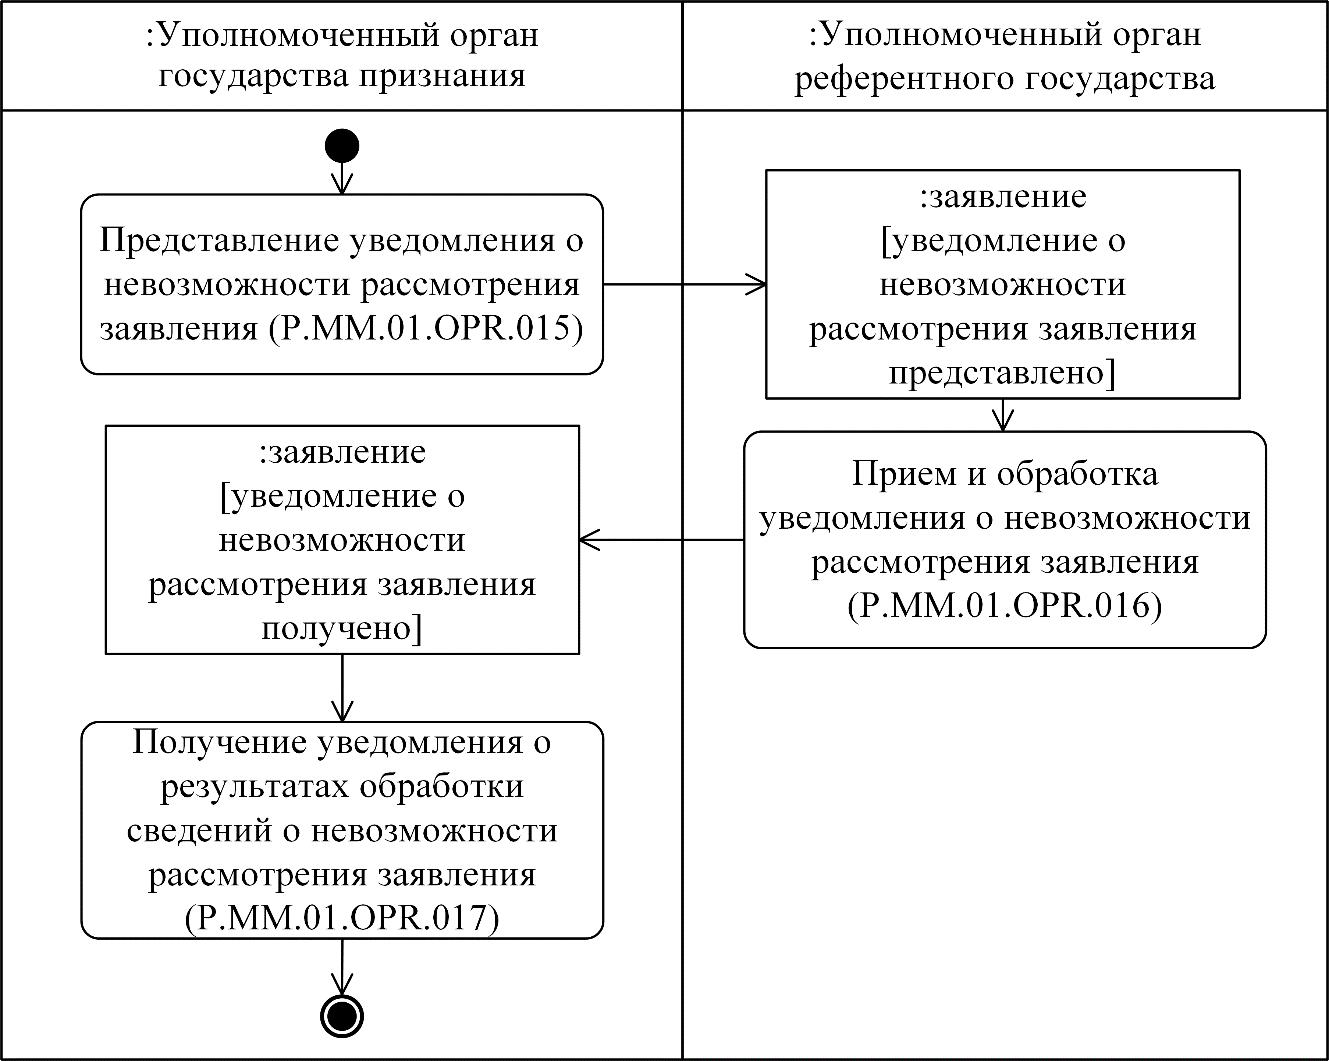 :Уполномоченный орган
государства признания
:Уполномоченный орган
референтного государства
Представление уведомления о
невозможности рассмотрения
заявления (P.MM.01.OPR.015)
:заявление
[уведомление о
невозможности
рассмотрения заявления
представлено]
Прием и обработка
уведомления о невозможности
рассмотрения заявления
(P.MM.01.OPR.016)
:заявление
[уведомление о
невозможности
рассмотрения заявления
получено]
Получение уведомления о
результатах обработки
сведений о невозможности
рассмотрения заявления
(P.MM.01.OPR.017)